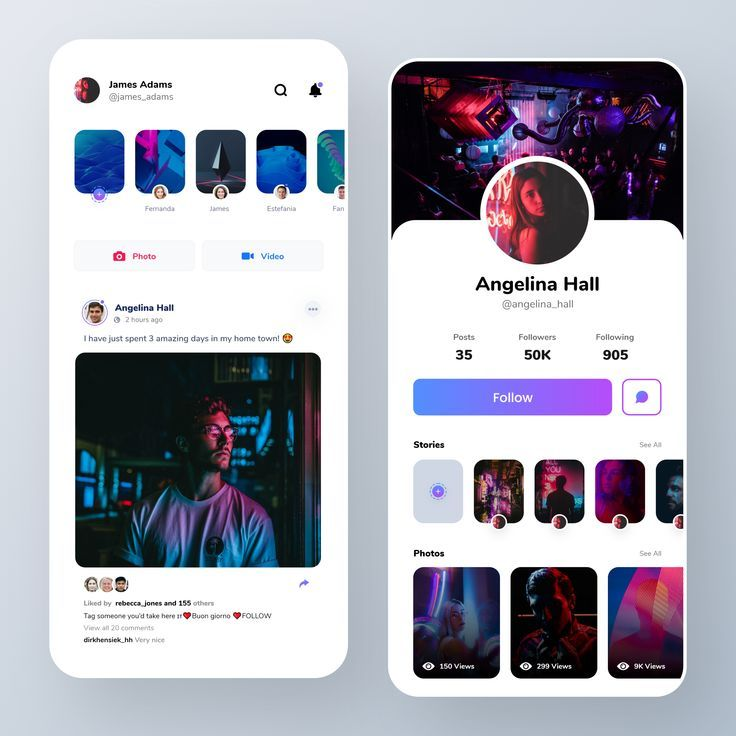 James Adams
@james_adams
Fernanda
James
Estefania
Fan
Photo
Video
Angelina Hall
2 hours ago
I have just spent 3 amazing days in my home town! 😍
Liked by rebecca_jones and 155 others
Tag someone you'd take here ❣️❤️Buon giorno ❤️FOLLOW
View all 20 comments
dirkhensiek_hh Very nice
Angelina Hall
@angelina_hall
Posts Followers Following
35 50K 905
Follow
Stories See All
ALL
YOU
NEED
Photos See All
150 Views 299 Views 9K Views